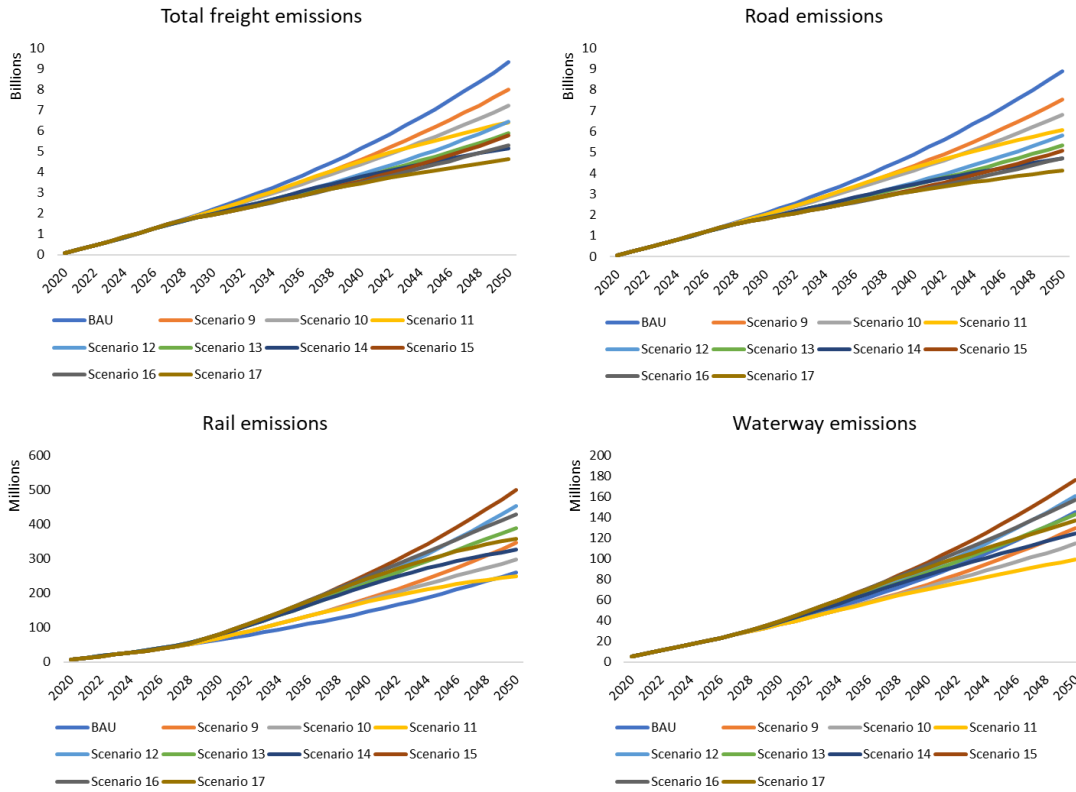 Total freight emissions
Billions
10
9
8
7
6
5
4
3
2
1
0
2020 2022 2024 2026 2028 2030 2032 2034 2036 2038 2040 2042 2044 2046 2048 2050
BAU Scenario 9 Scenario 10 Scenario 11
Scenario 12 Scenario 13 Scenario 14 Scenario 15
Scenario 16 Scenario 17
Road emissions
Billions
10
9
8
7
6
5
4
3
2
1
0
2020 2022 2024 2026 2028 2030 2032 2034 2036 2038 2040 2042 2044 2046 2048 2050
BAU Scenario 9 Scenario 10 Scenario 11
Scenario 12 Scenario 13 Scenario 14 Scenario 15
Scenario 16 Scenario 17
Rail emissions
Millions
600
500
400
300
200
100
0
2020 2022 2024 2026 2028 2030 2032 2034 2036 2038 2040 2042 2044 2046 2048 2050
BAU Scenario 9 Scenario 10 Scenario 11
Scenario 12 Scenario 13 Scenario 14 Scenario 15
Scenario 16 Scenario 17
Waterway emissions
Millions
200
180
160
140
120
100
80
60
40
20
0
2020 2022 2024 2026 2028 2030 2032 2034 2036 2038 2040 2042 2044 2046 2048 2050
BAU Scenario 9 Scenario 10 Scenario 11
Scenario 12 Scenario 13 Scenario 14 Scenario 15
Scenario 16 Scenario 17